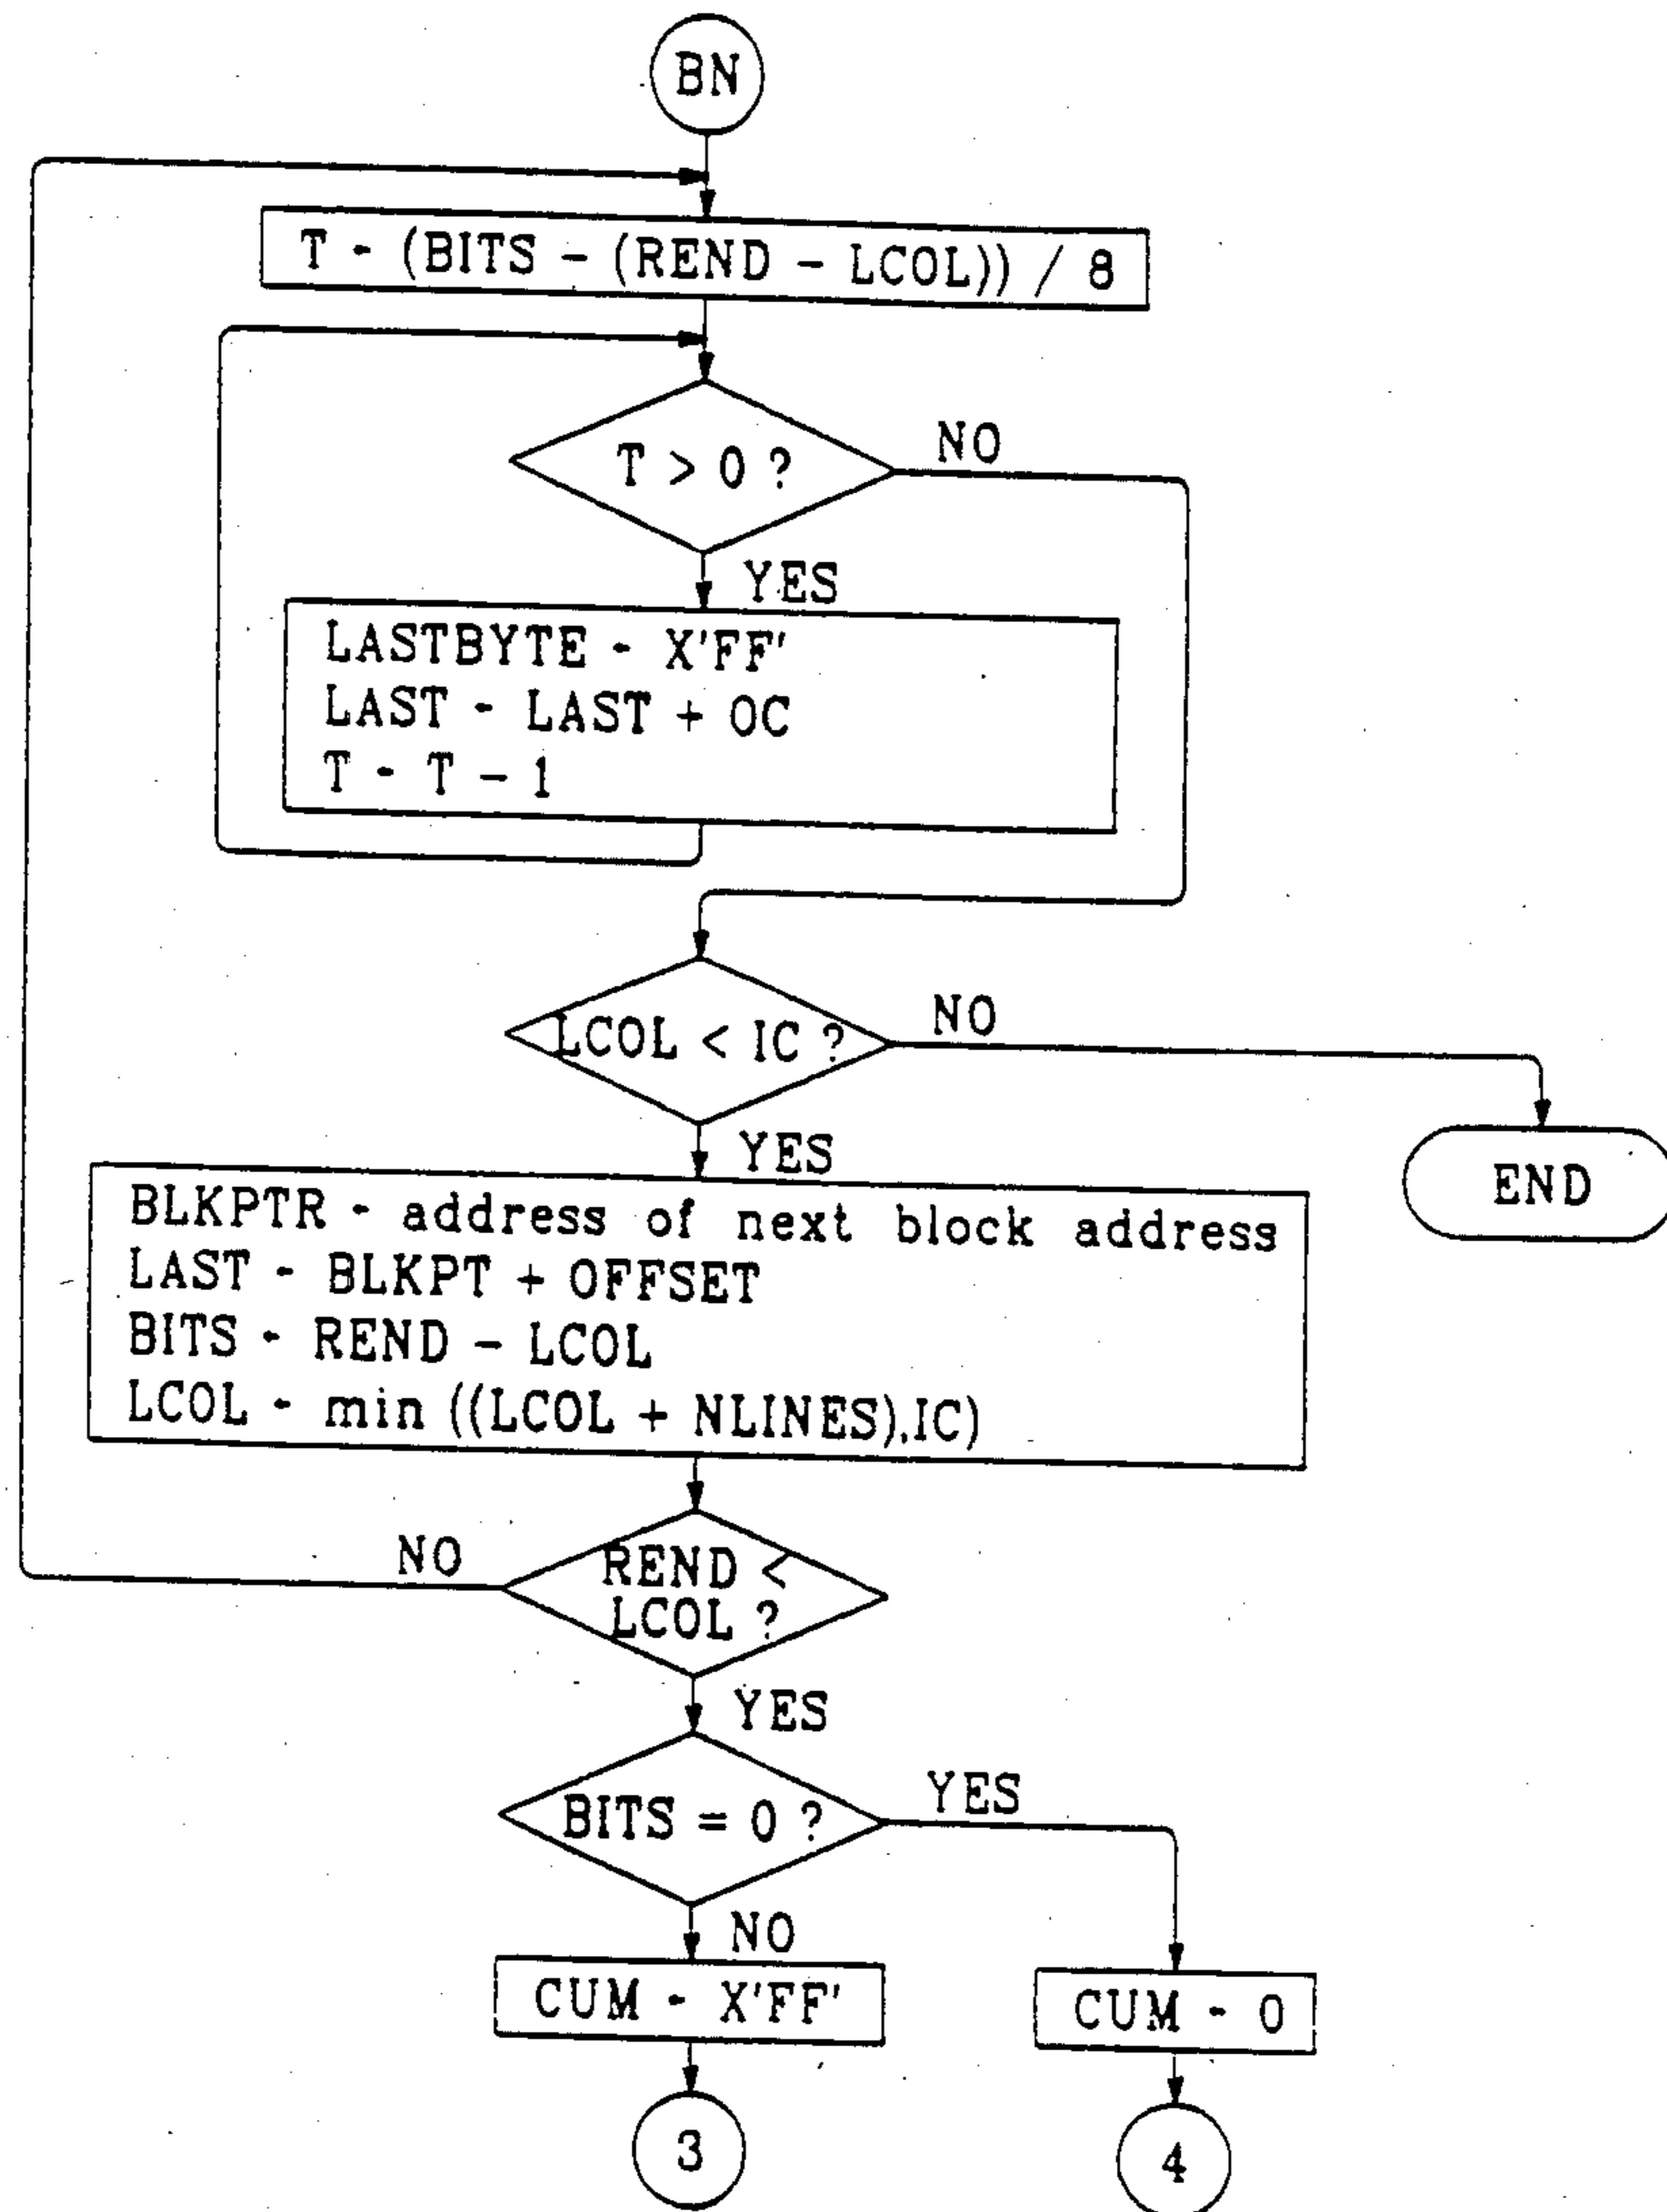 BN
T - (BITS - (REND - LCOL)) / 8
T > 0 ?
NO
YES
LASTBYTE - X'FF'
LAST - LAST + OC
T - T - 1
LCOL < IC ?
NO
YES
END
BLKPTR - address of next block address
LAST - BLKPT + OFFSET
BITS - REND - LCOL
LCOL - min ((LCOL + NLINES),IC)
NO
REND <
LCOL ?
YES
BITS = 0 ?
YES
NO
CUM - X'FF'
CUM - 0
3
4